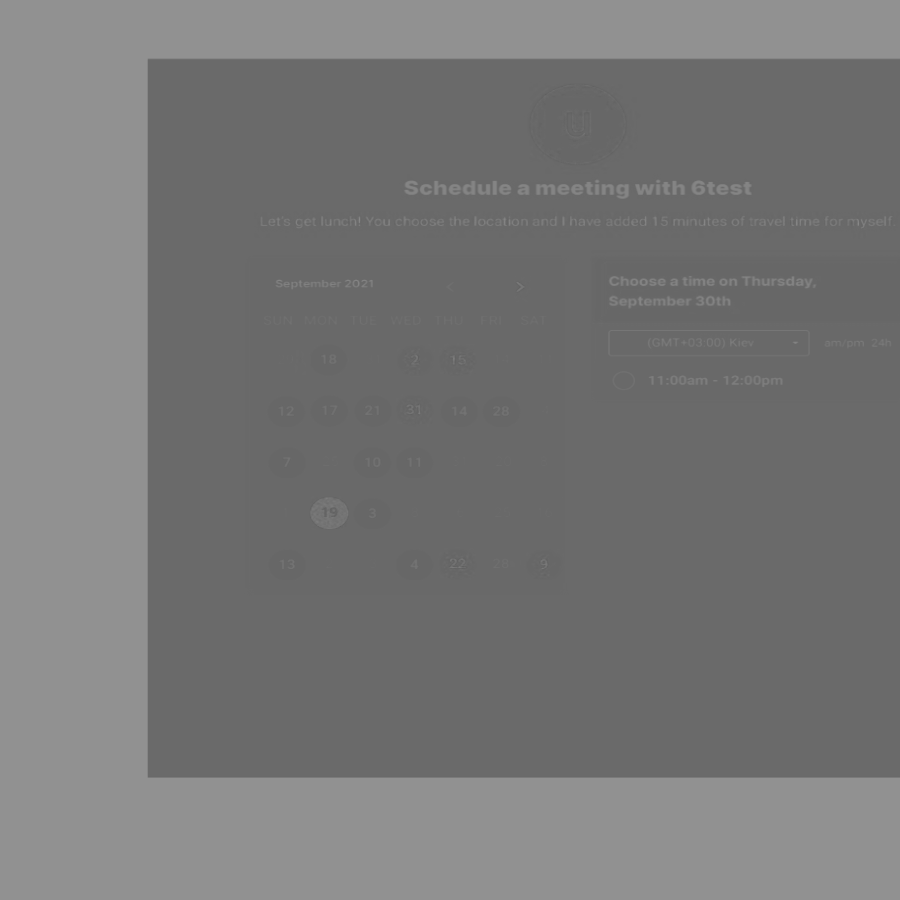 Schedule a meeting with 6test
Let's get lunch! You choose the location and I have added 15 minutes of travel time for myself.
September 2021 < >
SUN MON TUE WED THU FRI SAT
18 2 15
12 17 21 31 14 28
7 10 11
19 3
13 4 22 9
Choose a time on Thursday,
September 30th
(GMT+03:00) Kiev am/pm 24h
11:00am - 12:00pm